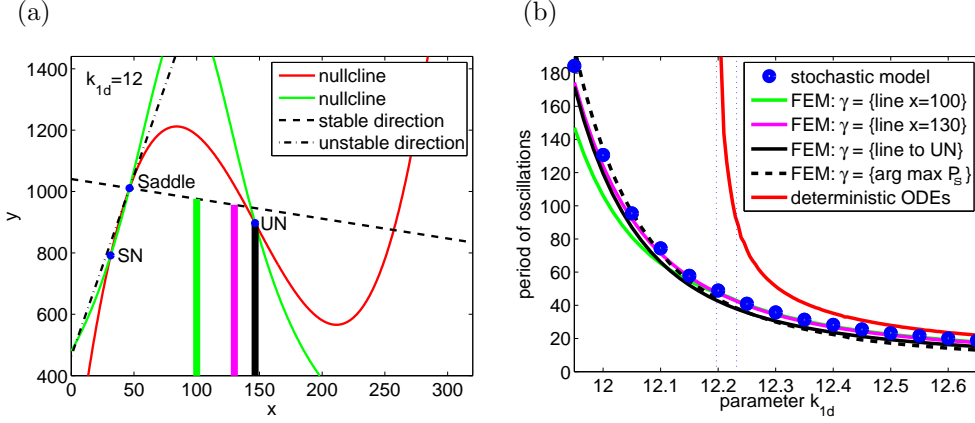 (a)
k1d=12
nullcline
nullcline
stable direction
unstable direction
Saddle
SN
UN
y
1400
1200
1000
800
600
400
0 50 100 150 200 250 300
x
(b)
stochastic model
FEM: γ = {line x=100}
FEM: γ = {line x=130}
FEM: γ = {line to UN}
FEM: γ = {arg max Ps}
deterministic ODEs
period of oscillations
180
160
140
120
100
80
60
40
20
0
12 12.1 12.2 12.3 12.4 12.5 12.6
parameter k1d